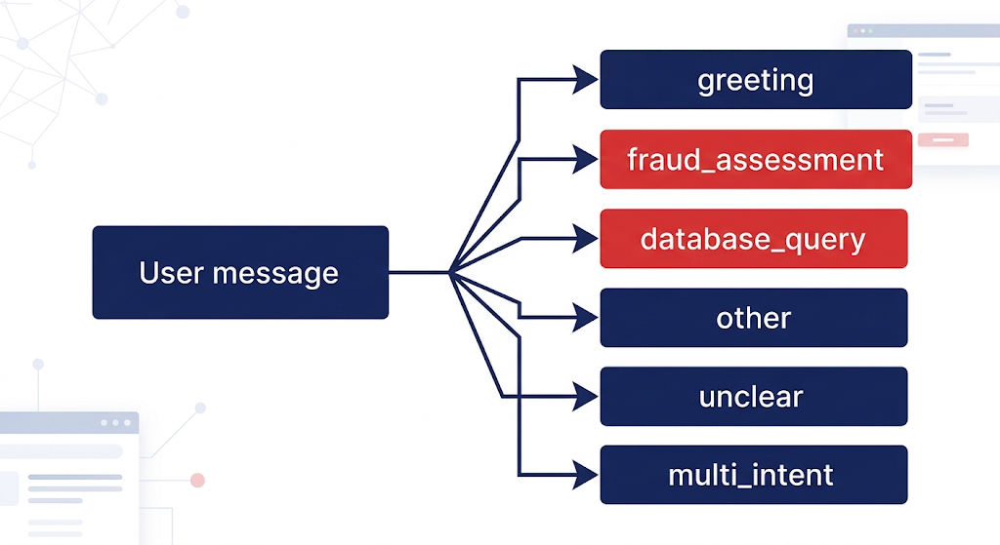 User message
greeting
fraud_assessment
database_query
other
unclear
multi_intent